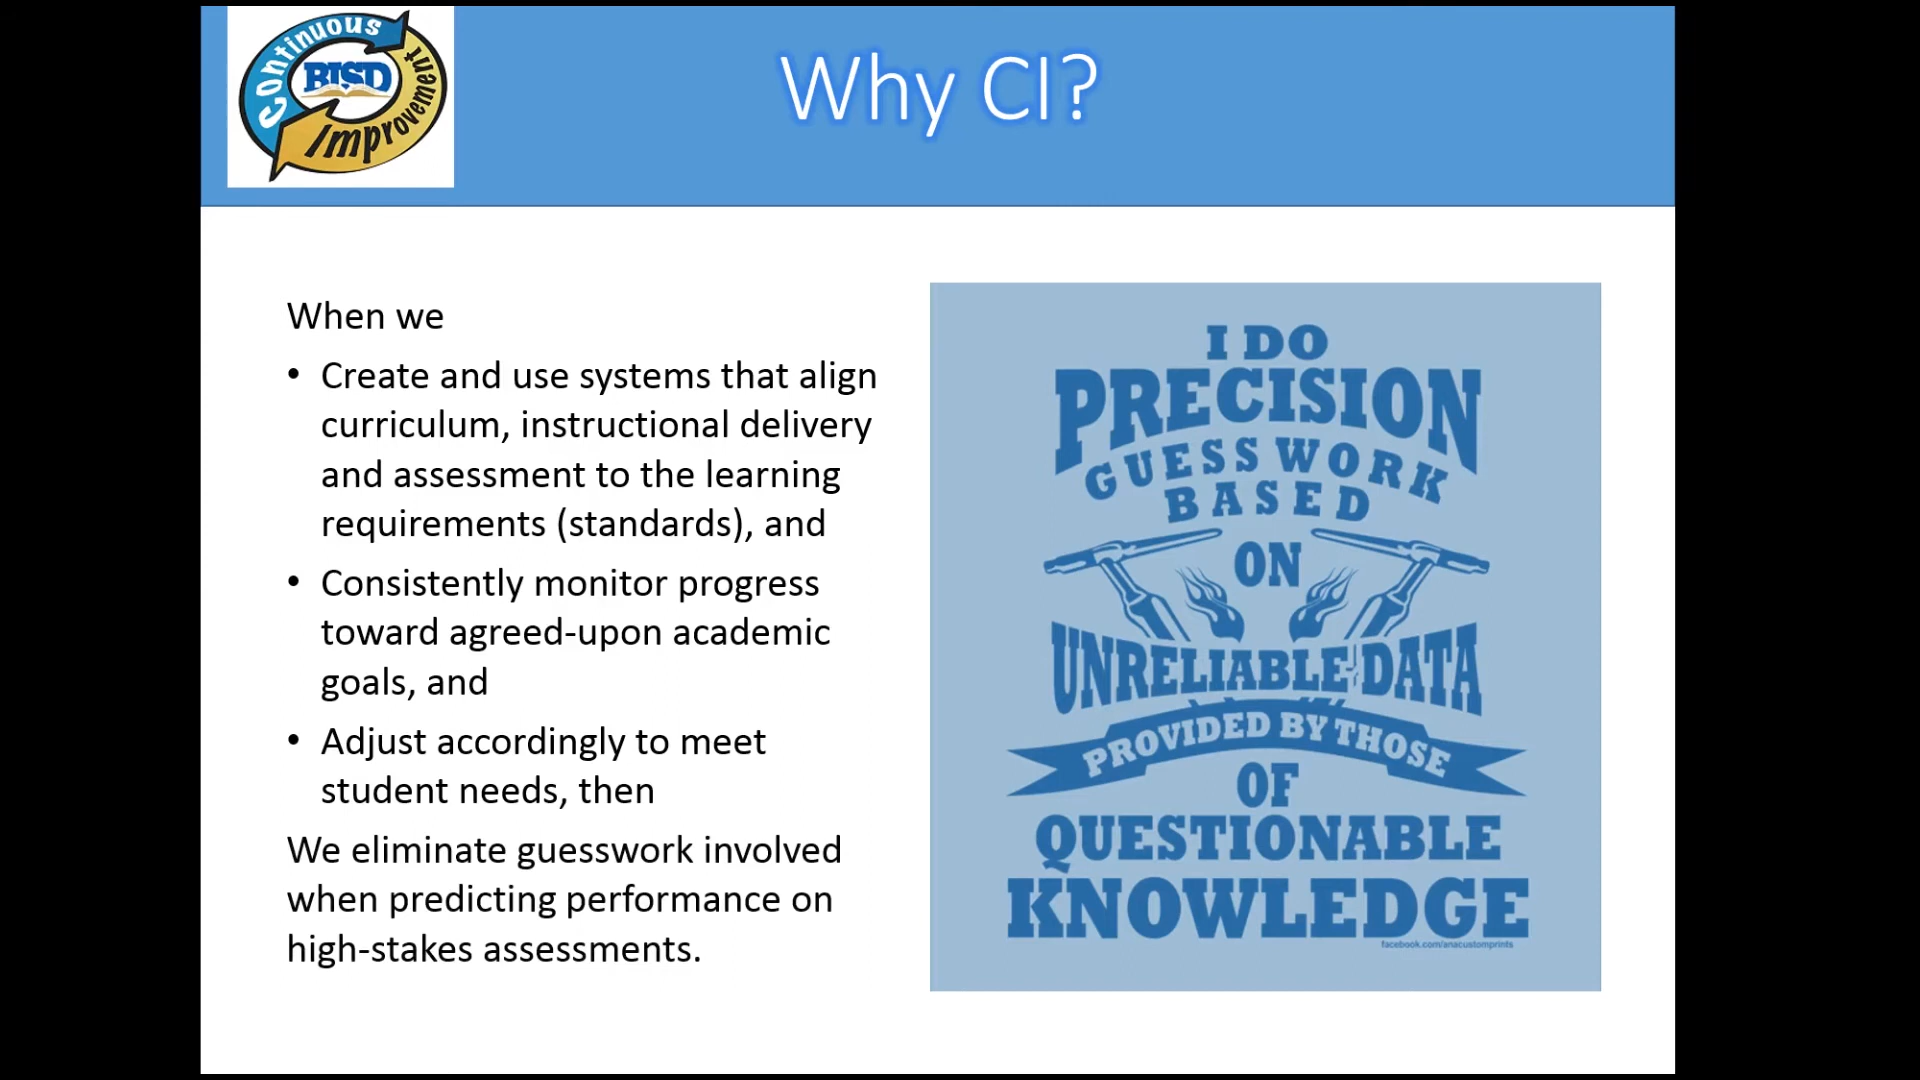 Continuous
BISD
Improvement
Why CI?
When we
• Create and use systems that align
curriculum, instructional delivery
and assessment to the learning
requirements (standards), and
• Consistently monitor progress
toward agreed-upon academic
goals, and
• Adjust accordingly to meet
student needs, then
We eliminate guesswork involved
when predicting performance on
high-stakes assessments.
I DO
PRECISION
GUESS WORK
BASED
ON
UNRELIABLE DATA
PROVIDED BY THOSE
OF
QUESTIONABLE
KNOWLEDGE
facebook.com/anacustomprints